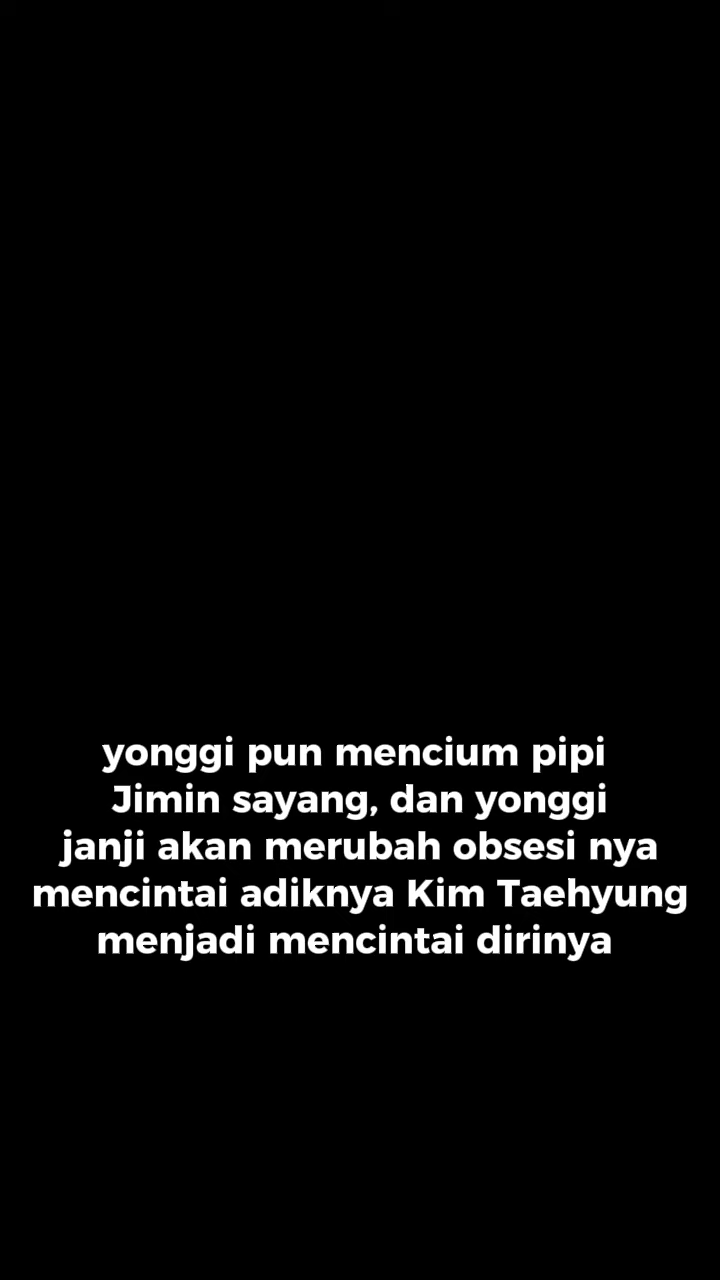 yonggi pun mencium pipi
Jimin sayang, dan yonggi
janji akan merubah obsesi nya
mencintai adiknya Kim Taehyung
menjadi mencintai dirinya